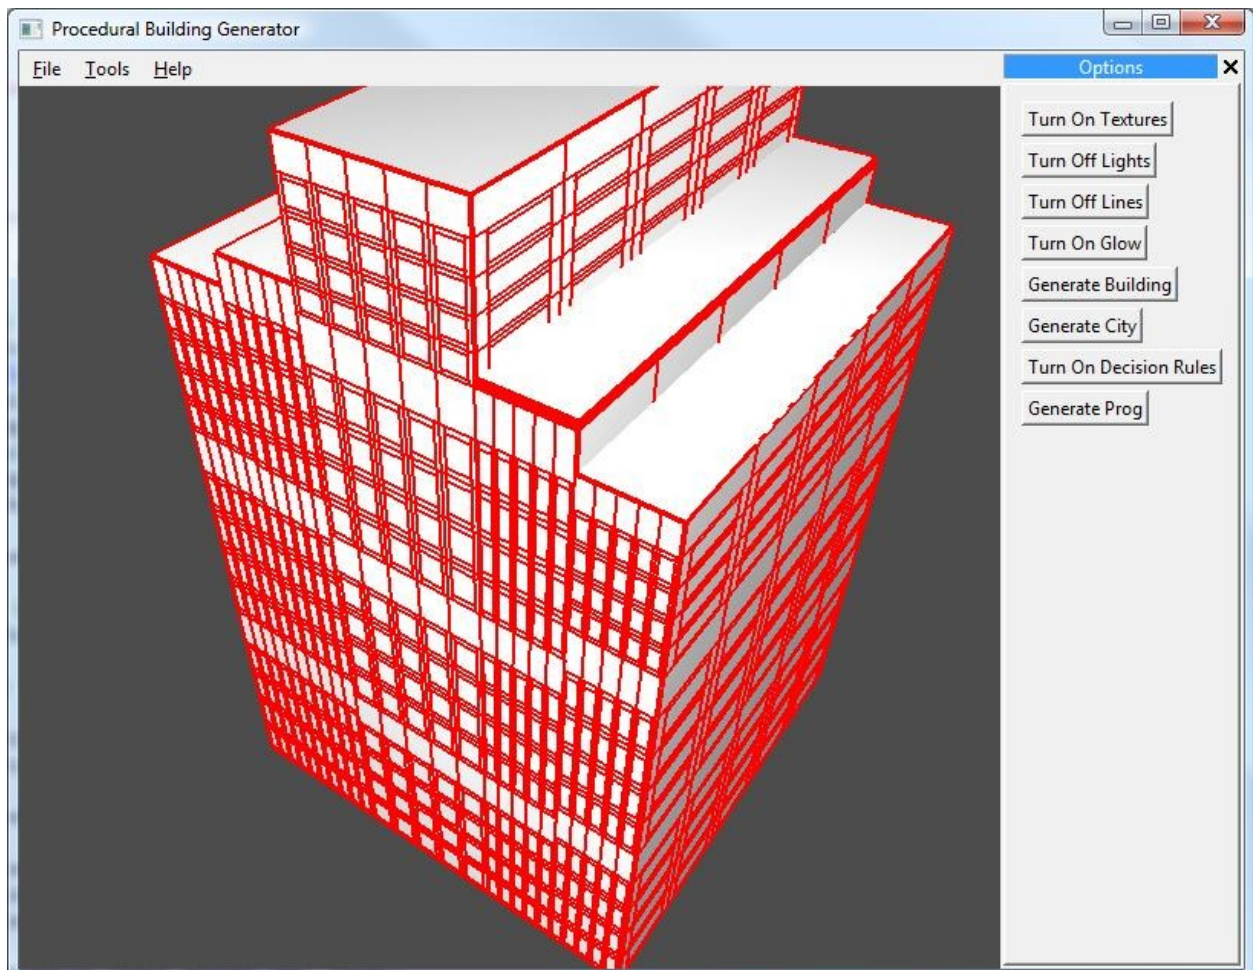 Procedural Building Generator
File Tools Help
Options
Turn On Textures
Turn Off Lights
Turn Off Lines
Turn On Glow
Generate Building
Generate City
Turn On Decision Rules
Generate Prog